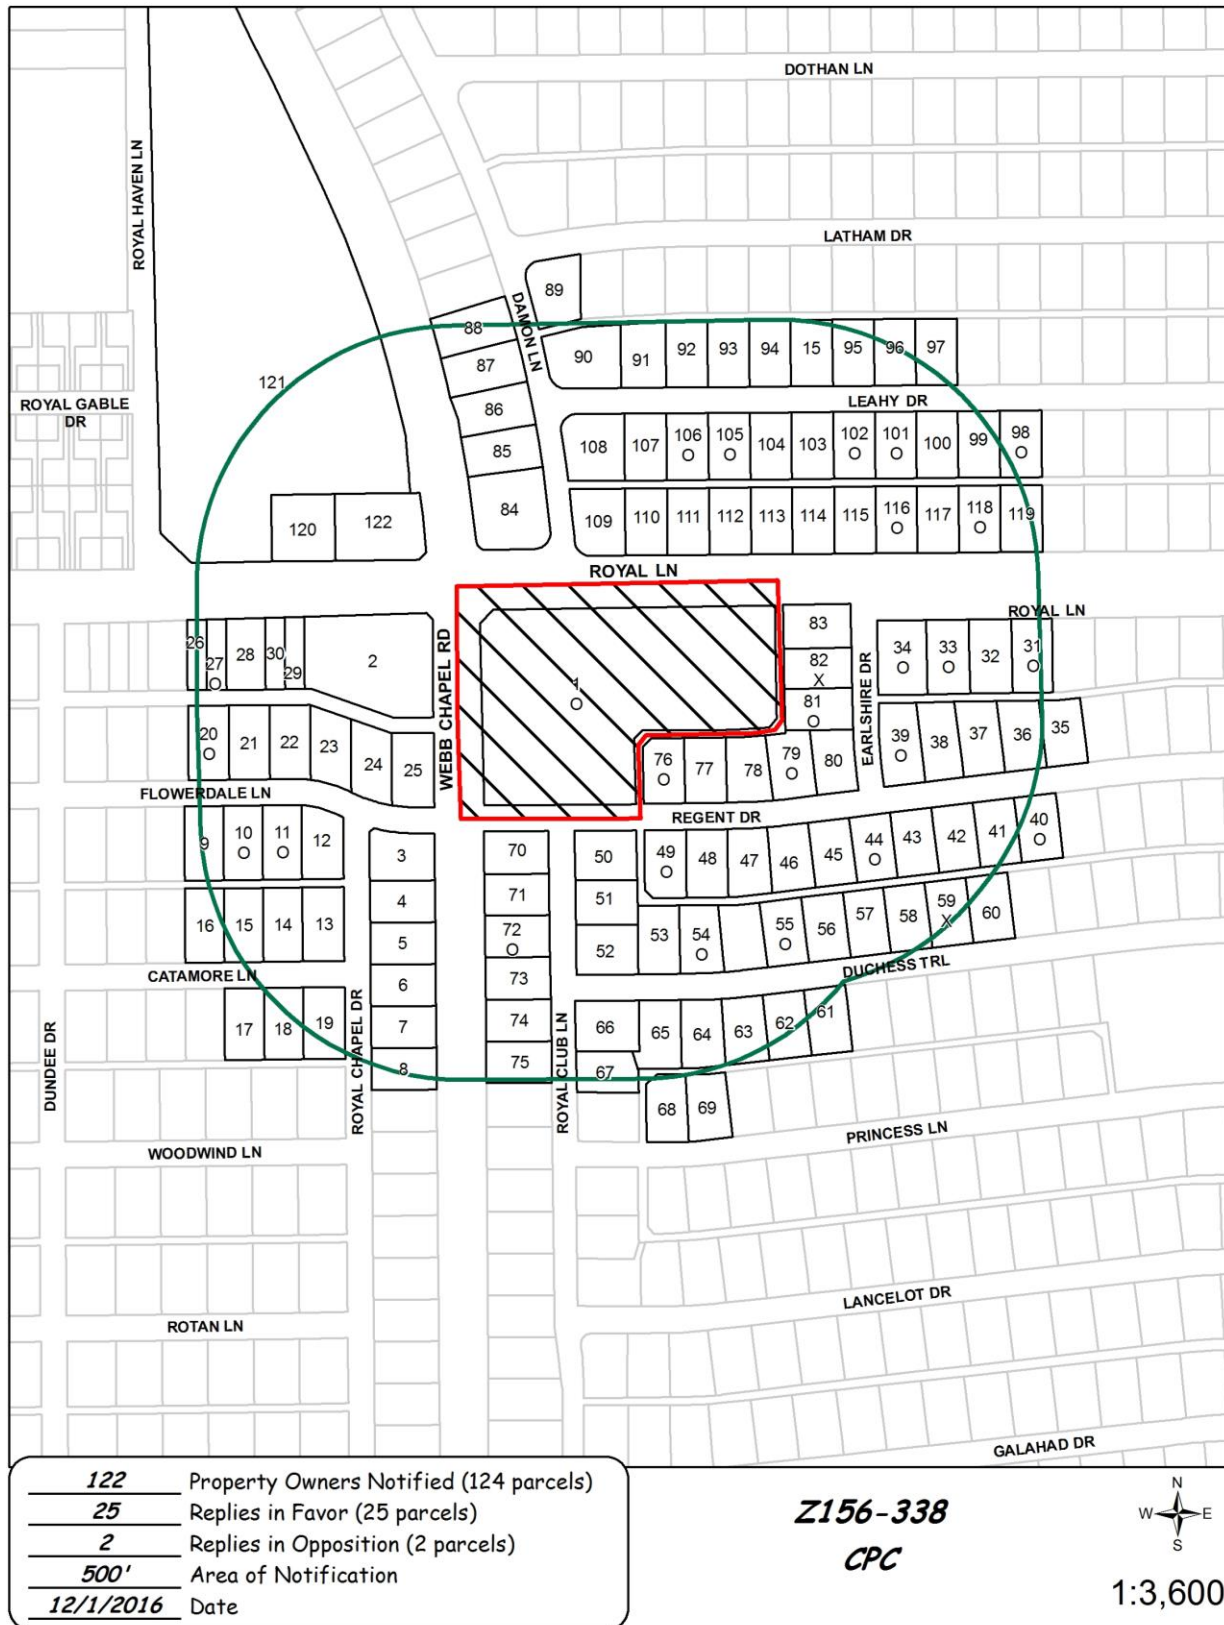 DOTHAN LN
ROYAL HAVEN LN
LATHAM DR
89
DAMON LN
88
90
91
92
93
94
15
95
96
97
87
121
ROYAL GABLE
DR
86
LEAHY DR
85
108
107
106
O
105
O
104
103
102
O
101
O
100
99
98
O
84
120
122
109
110
111
112
113
114
115
116
O
117
118
O
119
ROYAL LN
ROYAL LN
26
27
O
28
30
29
2
WEBB CHAPEL RD
1
O
83
82
X
81
O
EARLSHIRE DR
34
O
33
O
32
31
O
20
O
21
22
23
24
25
76
O
77
78
79
O
80
39
O
38
37
36
35
FLOWERDALE LN
REGENT DR
9
10
O
11
O
12
3
70
50
49
O
48
47
46
45
44
O
43
42
41
40
O
4
71
51
16
15
14
13
5
72
O
52
53
54
O
55
O
56
57
58
59
X
60
CATAMORE LN
6
73
DUCHESS TRL
DUNDEE DR
17
18
19
ROYAL CHAPEL DR
7
74
ROYAL CLUB LN
66
65
64
63
62
61
8
75
67
68
69
WOODWIND LN
PRINCESS LN
LANCELOT DR
ROTAN LN
GALAHAD DR
122 Property Owners Notified (124 parcels)
25 Replies in Favor (25 parcels)
2 Replies in Opposition (2 parcels)
500' Area of Notification
12/1/2016 Date
Z156-338
CPC
N
W E
S
1:3,600